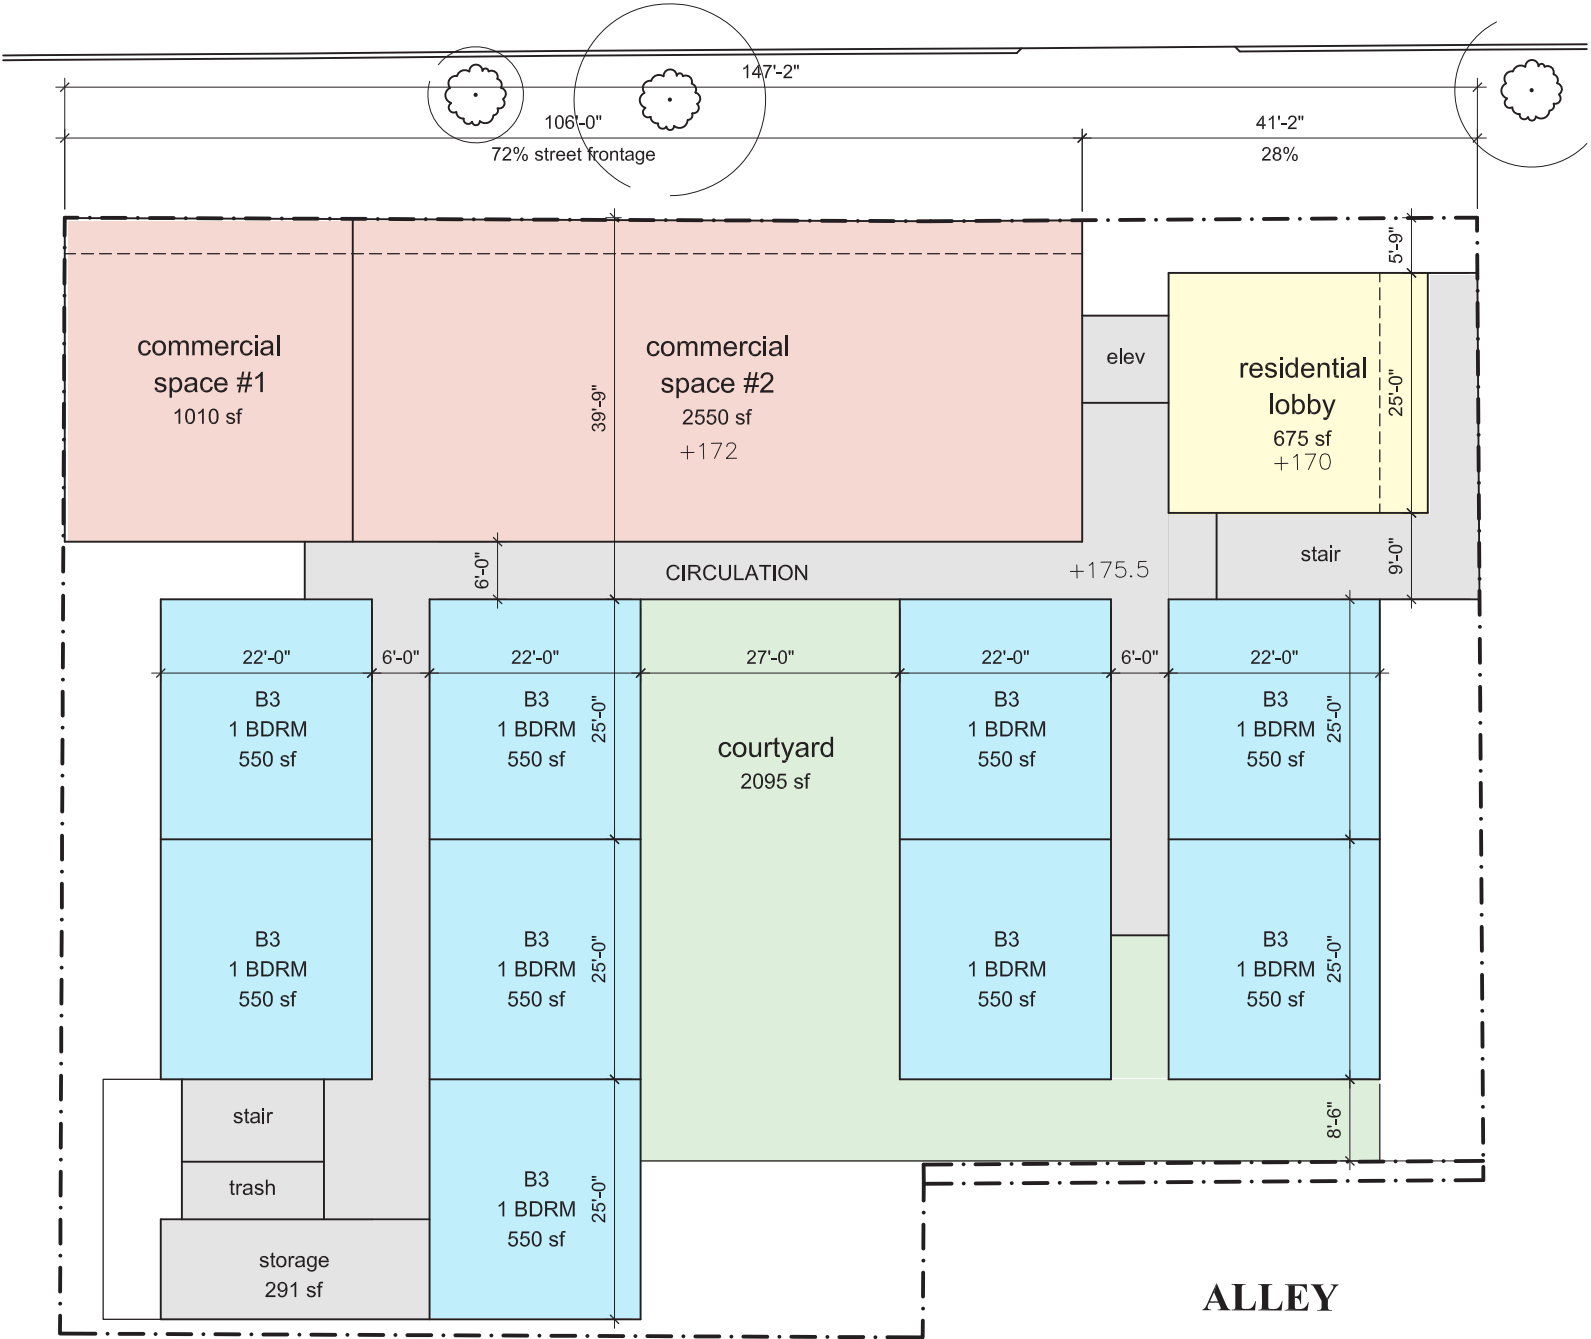 147'-2"
106'-0"
41'-2"
72% street frontage
28%
5'-9"
commercial
space #1
1010 sf
commercial
space #2
2550 sf
+172
39'-9"
elev
residential
lobby
675 sf
+170
25'-0"
6'-0"
CIRCULATION
+175.5
stair
9'-0"
22'-0"
6'-0"
22'-0"
27'-0"
22'-0"
6'-0"
22'-0"
B3
1 BDRM
550 sf
B3
1 BDRM
550 sf
25'-0"
courtyard
2095 sf
B3
1 BDRM
550 sf
B3
1 BDRM
550 sf
25'-0"
B3
1 BDRM
550 sf
B3
1 BDRM
550 sf
25'-0"
B3
1 BDRM
550 sf
B3
1 BDRM
550 sf
25'-0"
stair
trash
storage
291 sf
B3
1 BDRM
550 sf
25'-0"
8'-6"
ALLEY